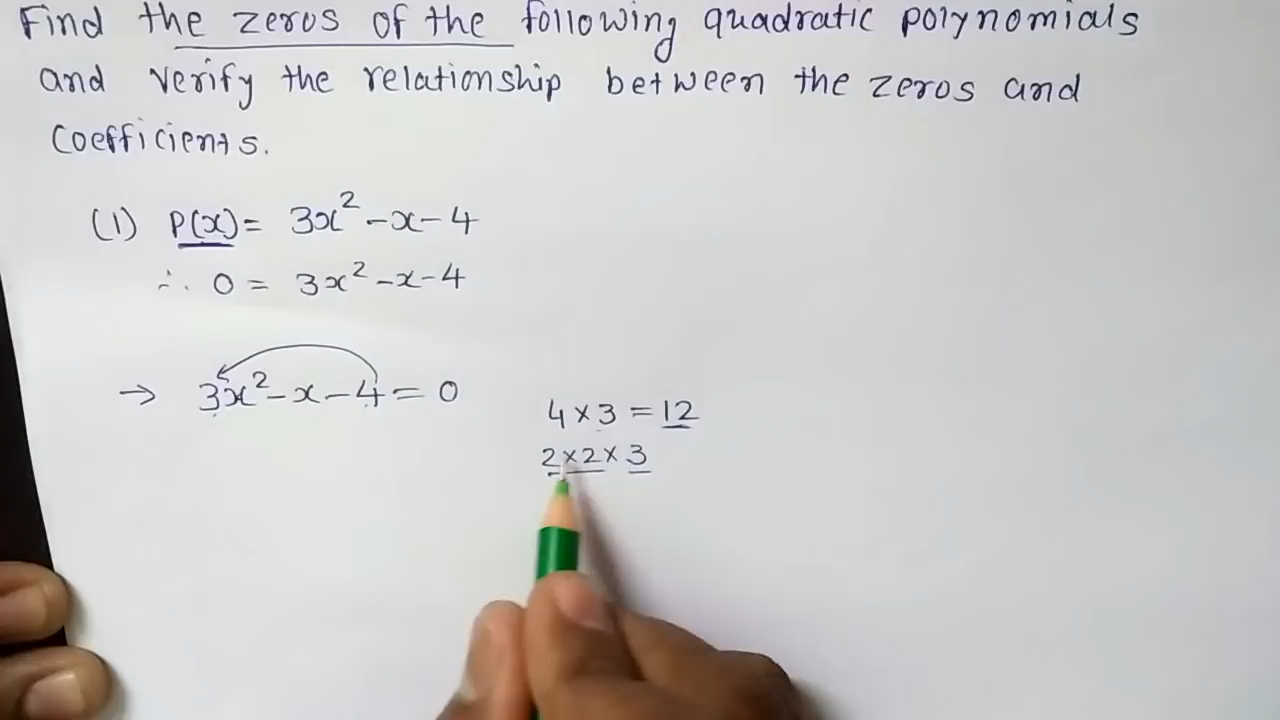 Find the zeros of the following quadratic polynomials
and verify the relationship between the zeros and
coefficients.
(1) P(x) = 3x² - x - 4
∴ 0 = 3x² - x - 4
→ 3x² - x - 4 = 0
4 × 3 = 12
2 × 2 × 3